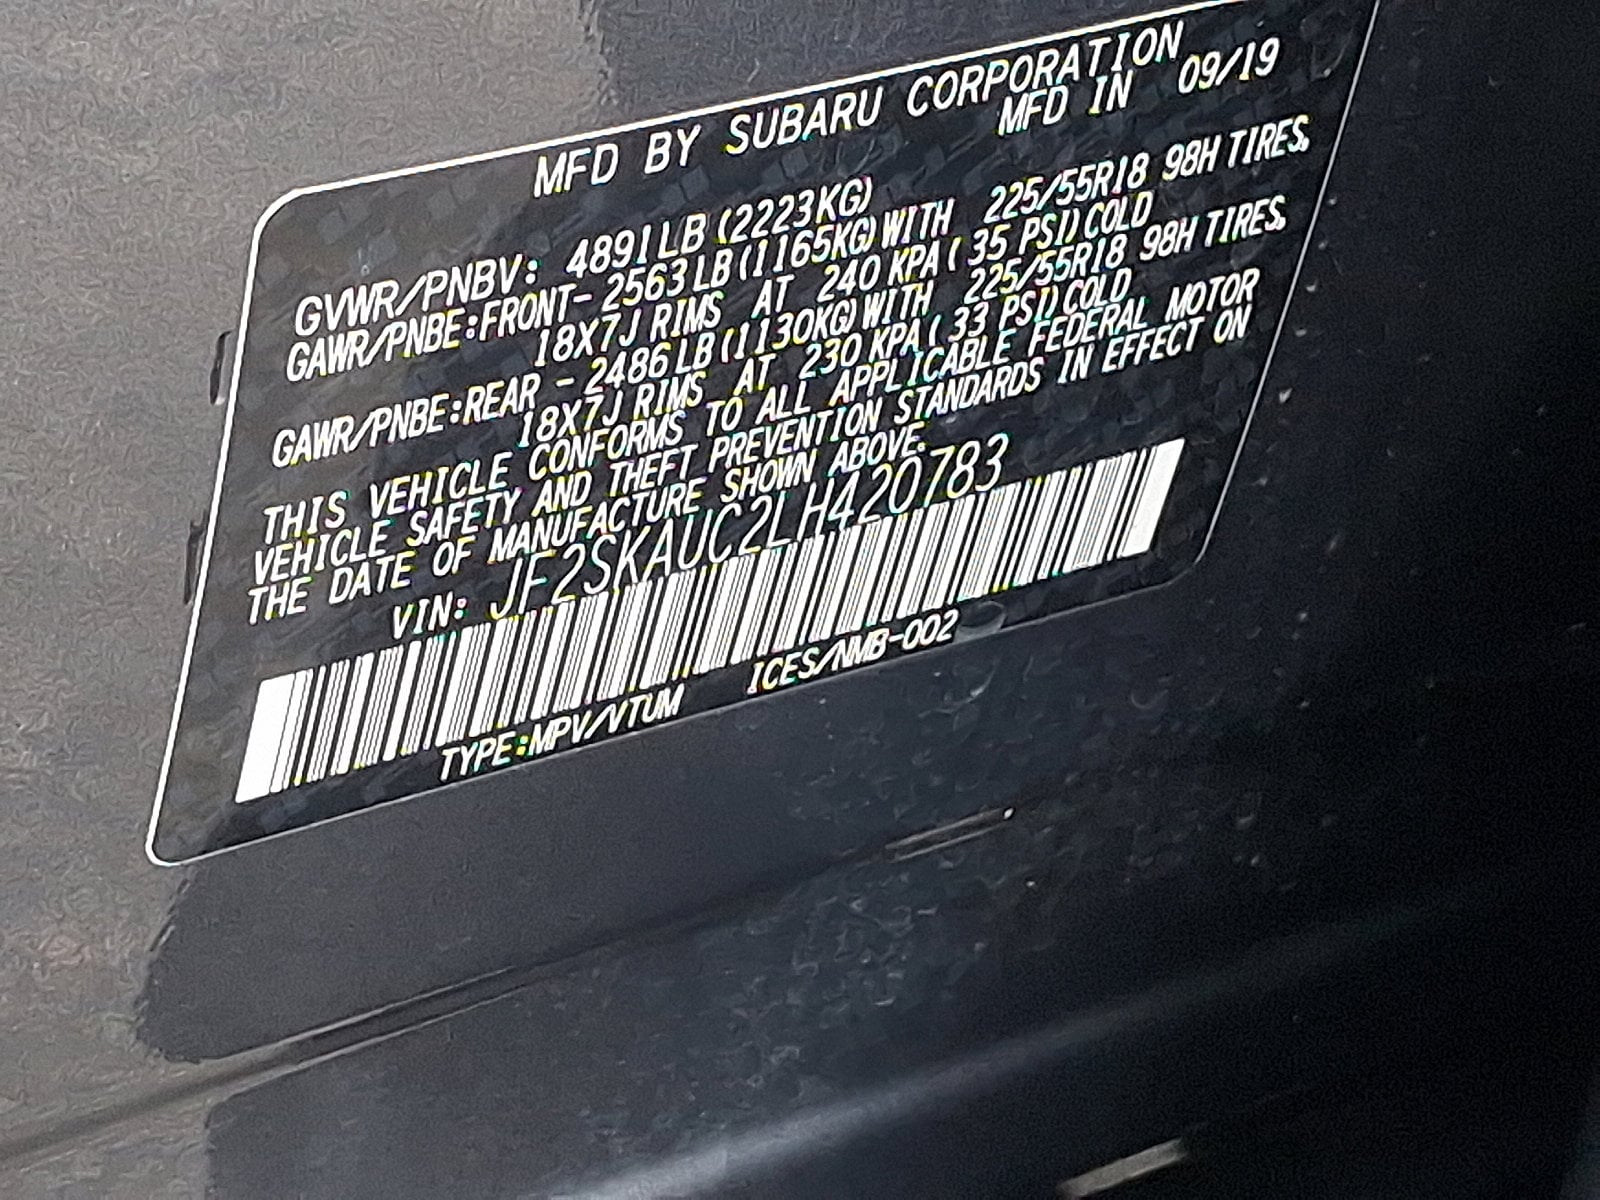 MFD BY SUBARU CORPORATION
MFD IN 09/19
GVWR/PNBV: 4891LB (2223KG)
GAWR/PNBE:FRONT- 2563LB(1165KG)WITH 225/55R18 98H TIRES,
18X7J RIMS AT 240 KPA( 35 PSI)COLD
GAWR/PNBE:REAR - 2486LB(1130KG)WITH 225/55R18 98H TIRES,
18X7J RIMS AT 230 KPA( 33 PSI)COLD
THIS VEHICLE CONFORMS TO ALL APPLICABLE FEDERAL MOTOR
VEHICLE SAFETY AND THEFT PREVENTION STANDARDS IN EFFECT ON
THE DATE OF MANUFACTURE SHOWN ABOVE.
VIN: JF2SKAUC2LH420783
TYPE:MPV/VTUM ICES/NMB-002